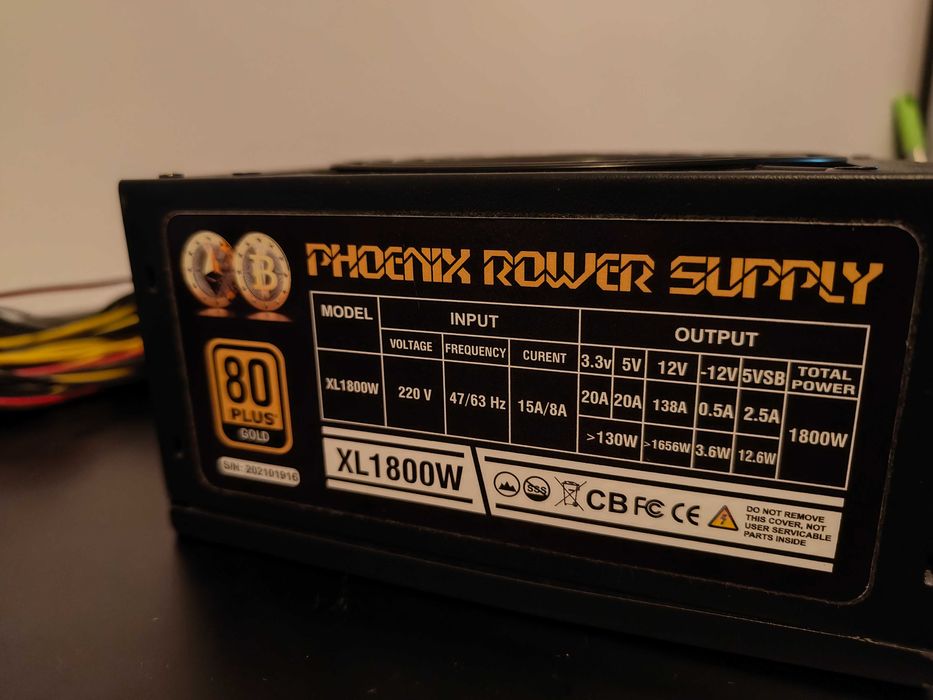 PHOENIX ROWER SUPPLY
MODEL INPUT OUTPUT
VOLTAGE FREQUENCY CURENT 3.3v 5V 12V -12V 5VSB TOTAL POWER
XL1800W 220 V 47/63 Hz 15A/8A 20A 20A 138A 0.5A 2.5A 1800W
>130W >1656W 3.6W 12.6W
80
PLUS
GOLD
S/N: 202101916
XL1800W
SSS CB FC CE
DO NOT REMOVE
THIS COVER, NOT
USER SERVICABLE
PARTS INSIDE